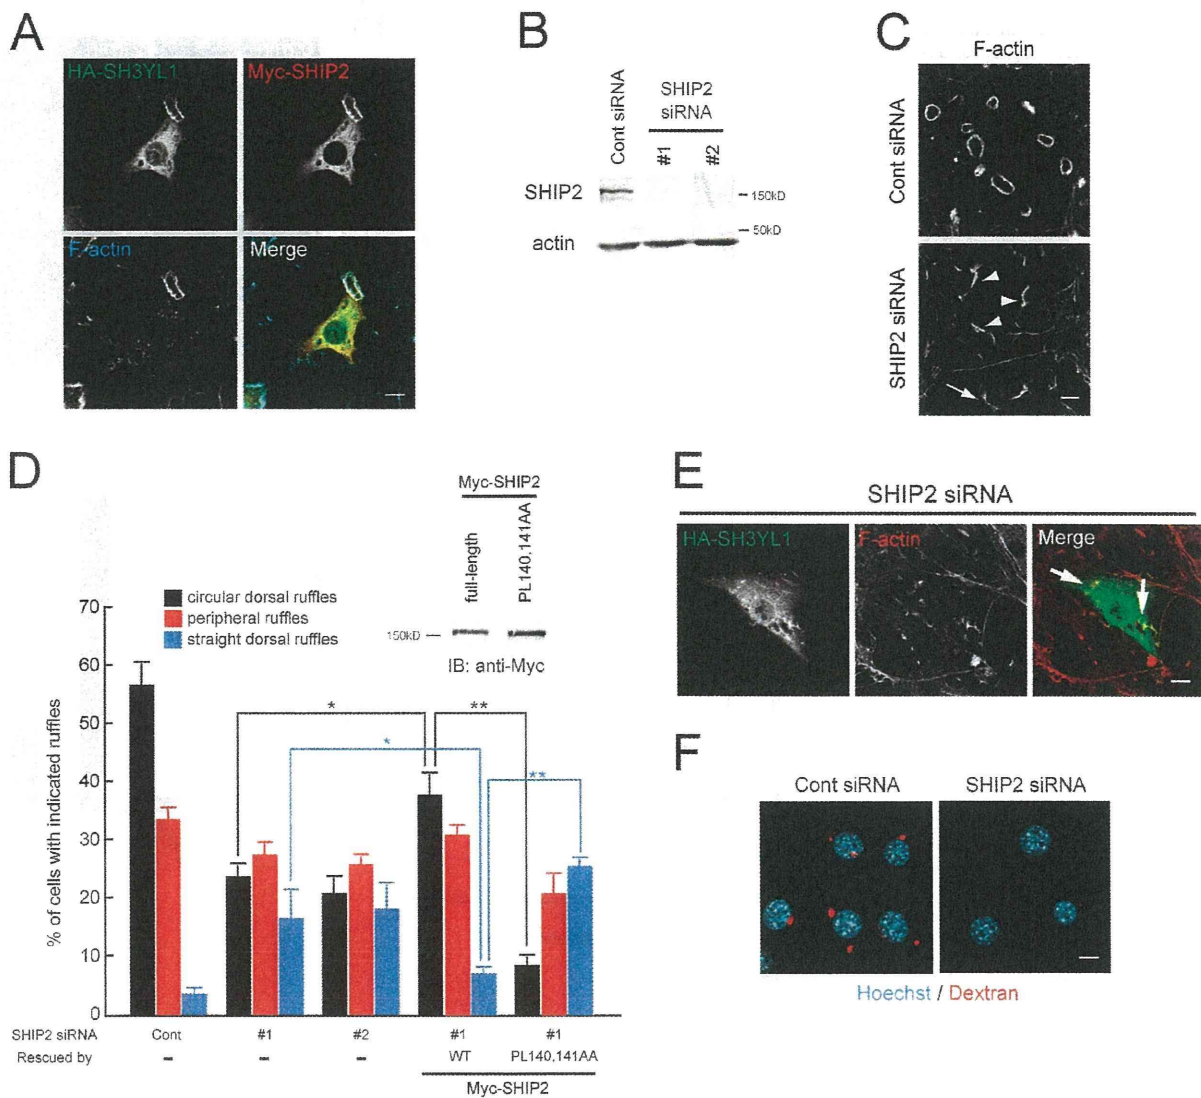 A
HA-SH3YL1
Myc-SHIP2
F-actin
Merge
B
Cont siRNA
SHIP2
siRNA
#1
#2
SHIP2
150kD
50kD
actin
C
F-actin
Cont siRNA
SHIP2 siRNA
D
Myc-SHIP2
full-length
PL140,141AA
150kD
IB: anti-Myc
circular dorsal ruffles
peripheral ruffles
straight dorsal ruffles
% of cells with indicated ruffles
70
60
50
40
30
20
10
0
*
**
*
**
SHIP2 siRNA Cont #1 #2 #1 #1
Rescued by - - - WT PL140,141AA
Myc-SHIP2
E
SHIP2 siRNA
HA-SH3YL1
F-actin
Merge
F
Cont siRNA
SHIP2 siRNA
Hoechst / Dextran